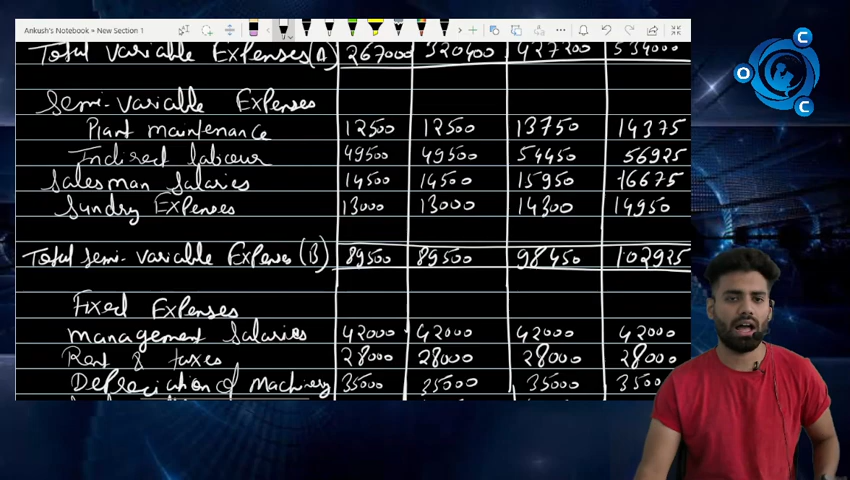 Ankush's Notebook » New Section 1
Total Variable Expenses(A) 267000 320400 427200 534000
Semi-variable Expenses
Plant maintenance 12500 12500 13750 14375
Indirect labour 49500 49500 54450 56925
Salesman Salaries 14500 14500 15950 16675
Sundry Expenses 13000 13000 14300 14950
Total semi-variable Expenses (B) 89500 89500 98450 102925
Fixed Expenses
management Salaries 42000 42000 42000 42000
Rent & taxes 28000 28000 28000 28000
Depreciation of Machinery 35000 35000 35000 35000
C
O
C